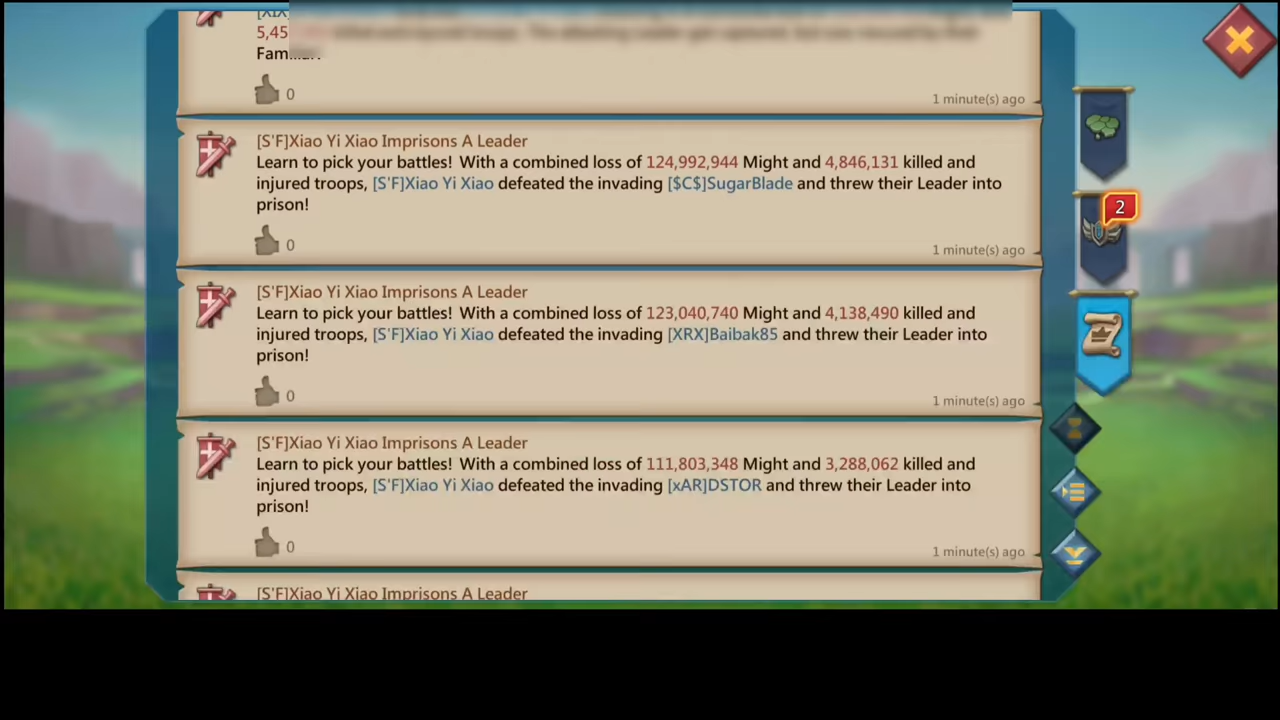 [XIX]
5,45
Familiar!
0
1 minute(s) ago
[S'F]Xiao Yi Xiao Imprisons A Leader
Learn to pick your battles! With a combined loss of 124,992,944 Might and 4,846,131 killed and
injured troops, [S'F]Xiao Yi Xiao defeated the invading [$C$]SugarBlade and threw their Leader into
prison!
0
1 minute(s) ago
[S'F]Xiao Yi Xiao Imprisons A Leader
Learn to pick your battles! With a combined loss of 123,040,740 Might and 4,138,490 killed and
injured troops, [S'F]Xiao Yi Xiao defeated the invading [XRX]Baibak85 and threw their Leader into
prison!
0
1 minute(s) ago
[S'F]Xiao Yi Xiao Imprisons A Leader
Learn to pick your battles! With a combined loss of 111,803,348 Might and 3,288,062 killed and
injured troops, [S'F]Xiao Yi Xiao defeated the invading [xAR]DSTOR and threw their Leader into
prison!
0
1 minute(s) ago
[S'F]Xiao Yi Xiao Imprisons A Leader
2